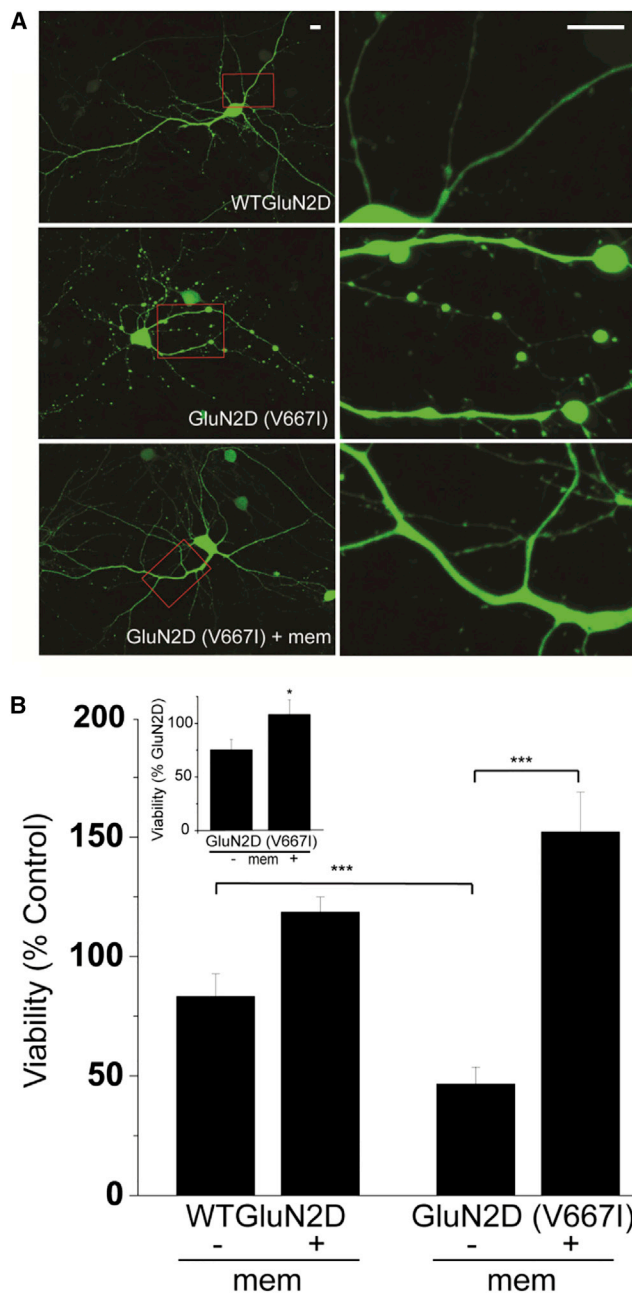 A
WTGluN2D
GluN2D (V667I)
GluN2D (V667I) + mem
B
200
150
100
50
0
Viability (% Control)
Viability (% GluN2D)
100
50
0
*
GluN2D (V667I)
- mem +
***
***
WTGluN2D GluN2D (V667I)
- + - +
mem mem